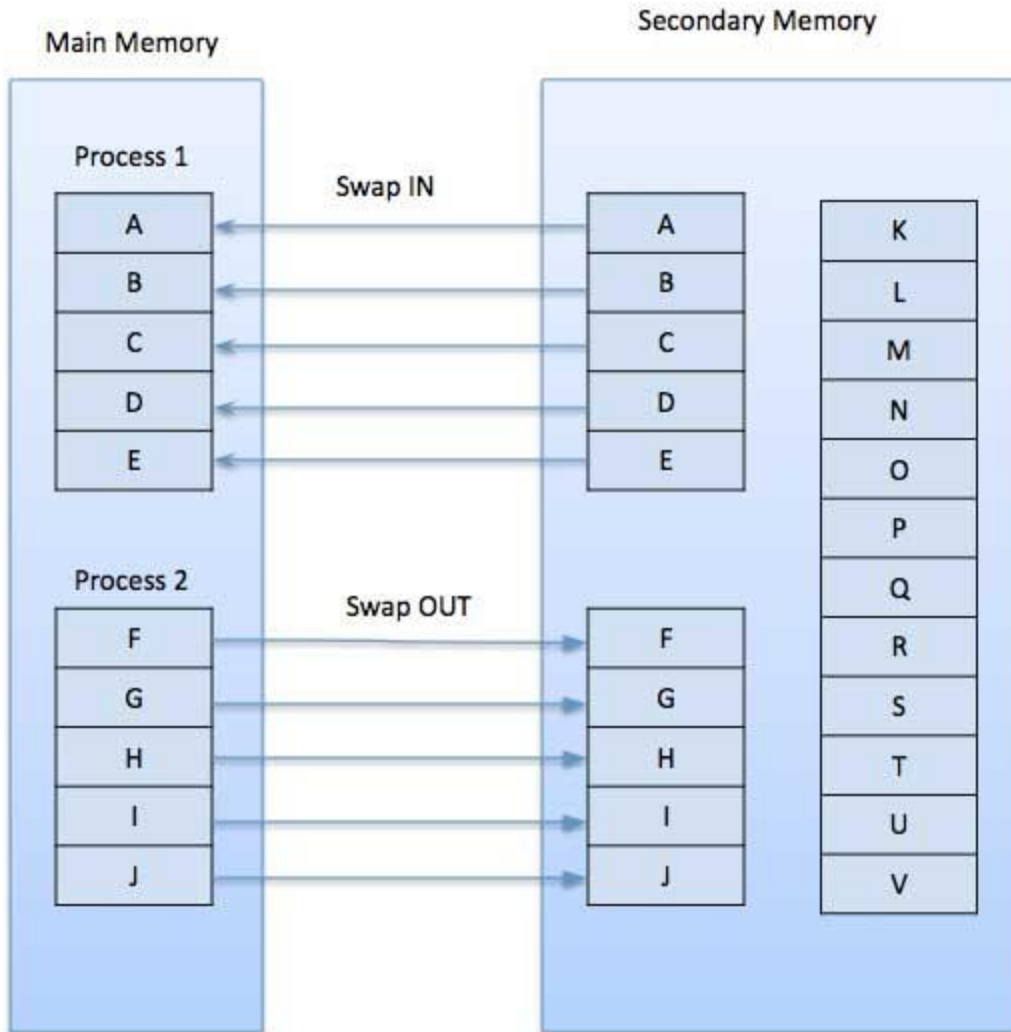 Main Memory
Secondary Memory
Process 1
Swap IN
A
B
C
D
E
Process 2
Swap OUT
F
G
H
I
J
A
B
C
D
E
F
G
H
I
J
K
L
M
N
O
P
Q
R
S
T
U
V